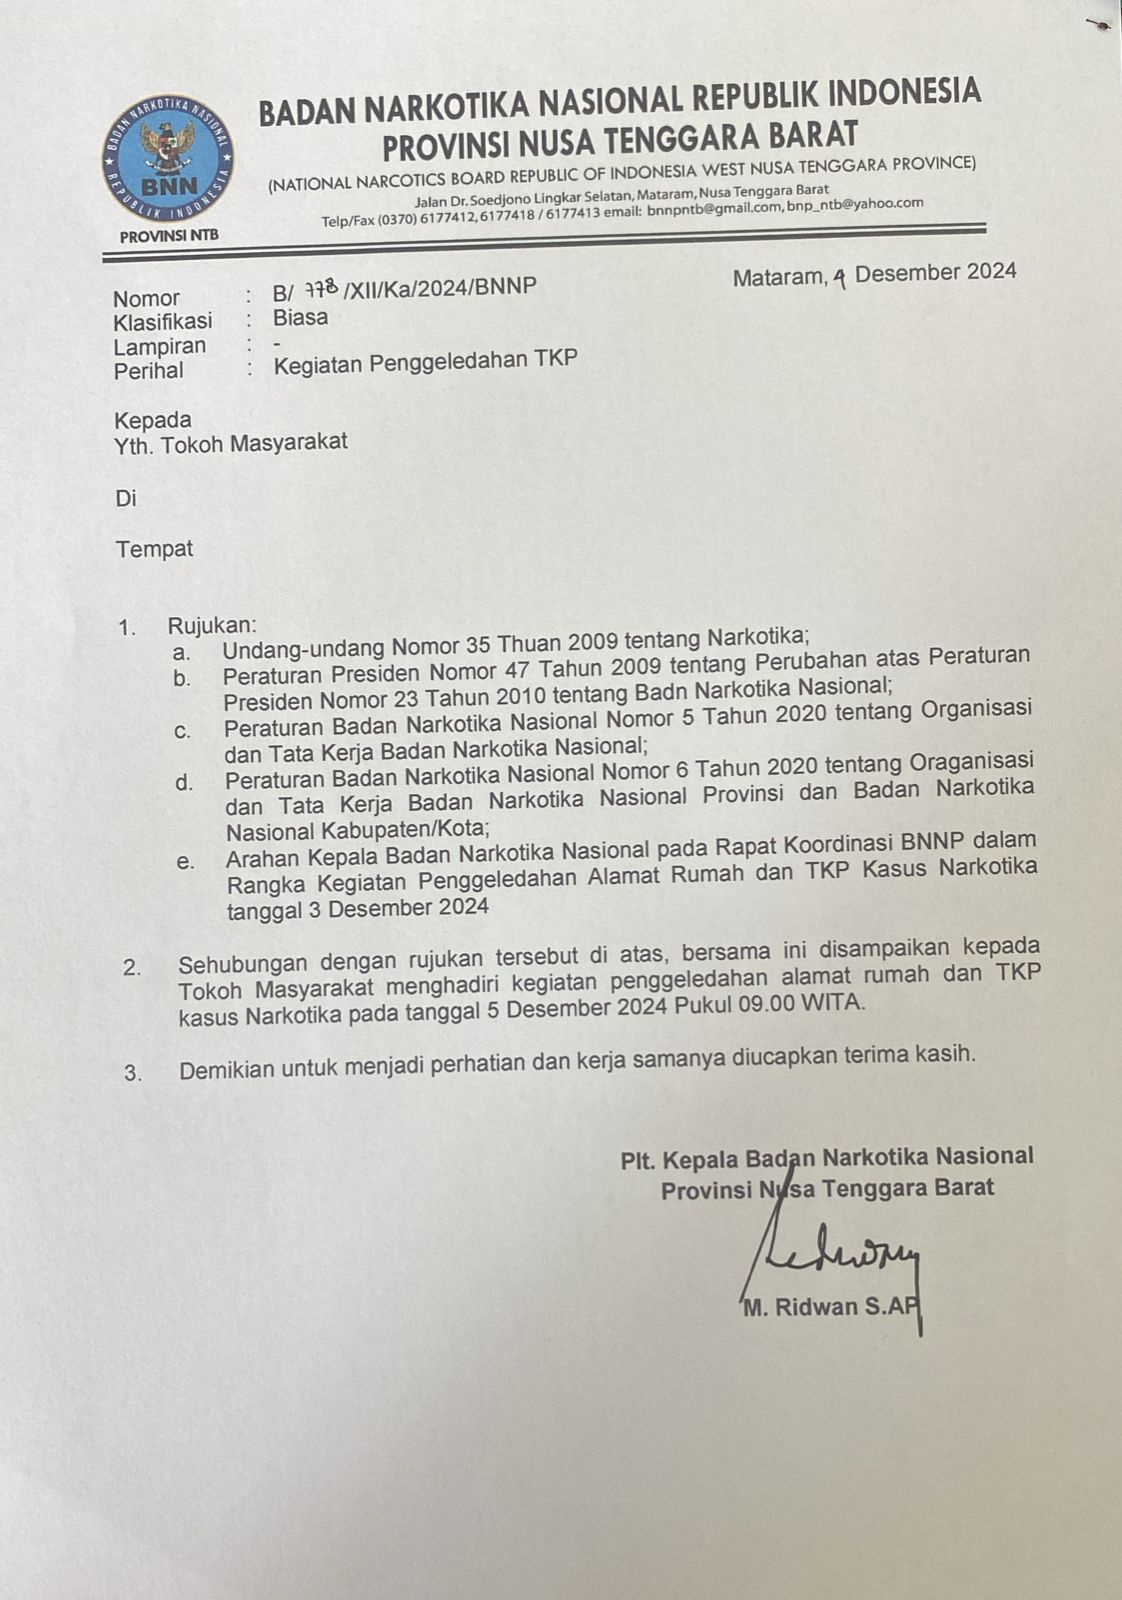 BADAN NARKOTIKA NASIONAL REPUBLIK INDONESIA
PROVINSI NUSA TENGGARA BARAT
(NATIONAL NARCOTICS BOARD REPUBLIC OF INDONESIA WEST NUSA TENGGARA PROVINCE)
Jalan Dr. Soedjono Lingkar Selatan, Mataram, Nusa Tenggara Barat
Telp/Fax (0370) 6177412, 6177418 / 6177413 email: bnnpntb@gmail.com, bnp_ntb@yahoo.com
BADAN NARKOTIKA NASIONAL
BNN
REPUBLIK INDONESIA
PROVINSI NTB
Mataram, 4 Desember 2024
Nomor : B/ 778 /XII/Ka/2024/BNNP
Klasifikasi : Biasa
Lampiran : -
Perihal : Kegiatan Penggeledahan TKP
Kepada
Yth. Tokoh Masyarakat
Di
Tempat
1. Rujukan:
a. Undang-undang Nomor 35 Thuan 2009 tentang Narkotika;
b. Peraturan Presiden Nomor 47 Tahun 2009 tentang Perubahan atas Peraturan
Presiden Nomor 23 Tahun 2010 tentang Badn Narkotika Nasional;
c. Peraturan Badan Narkotika Nasional Nomor 5 Tahun 2020 tentang Organisasi
dan Tata Kerja Badan Narkotika Nasional;
d. Peraturan Badan Narkotika Nasional Nomor 6 Tahun 2020 tentang Oraganisasi
dan Tata Kerja Badan Narkotika Nasional Provinsi dan Badan Narkotika
Nasional Kabupaten/Kota;
e. Arahan Kepala Badan Narkotika Nasional pada Rapat Koordinasi BNNP dalam
Rangka Kegiatan Penggeledahan Alamat Rumah dan TKP Kasus Narkotika
tanggal 3 Desember 2024
2. Sehubungan dengan rujukan tersebut di atas, bersama ini disampaikan kepada
Tokoh Masyarakat menghadiri kegiatan penggeledahan alamat rumah dan TKP
kasus Narkotika pada tanggal 5 Desember 2024 Pukul 09.00 WITA.
3. Demikian untuk menjadi perhatian dan kerja samanya diucapkan terima kasih.
Plt. Kepala Badan Narkotika Nasional
Provinsi Nusa Tenggara Barat
M. Ridwan S.AP